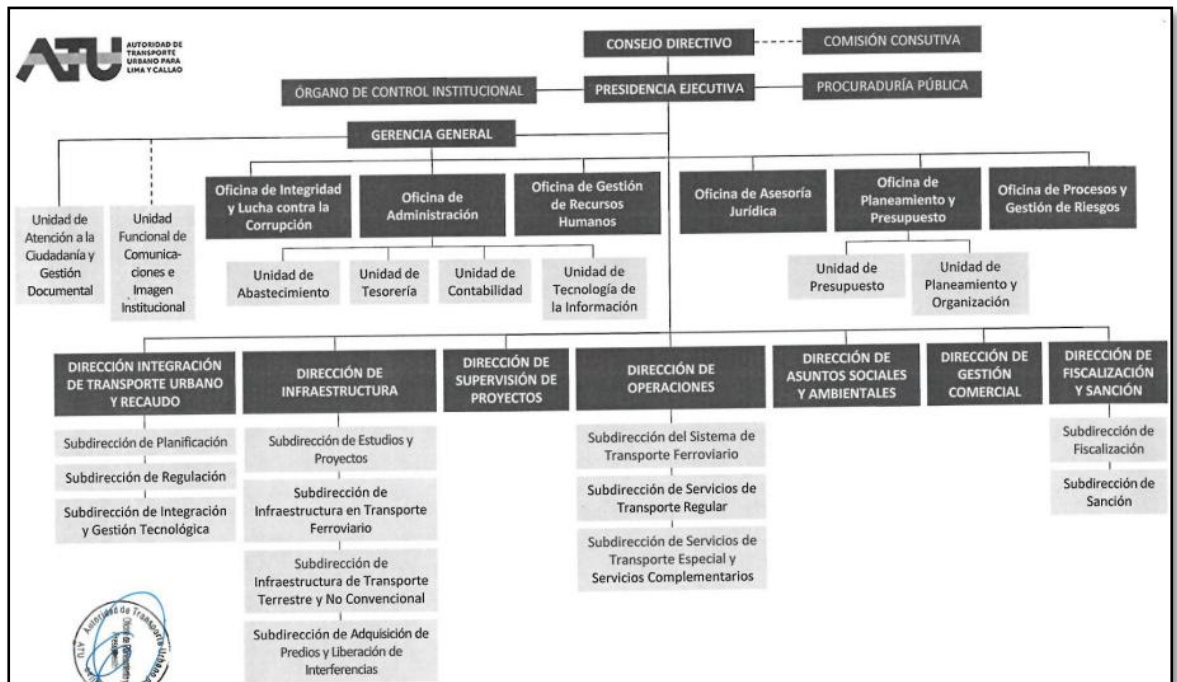 ATU
AUTORIDAD DE
TRANSPORTE
URBANO PARA
LIMA Y CALLAO
CONSEJO DIRECTIVO
COMISIÓN CONSUTIVA
ÓRGANO DE CONTROL INSTITUCIONAL
PRESIDENCIA EJECUTIVA
PROCURADURÍA PÚBLICA
GERENCIA GENERAL
Unidad de
Atención a la
Ciudadanía y
Gestión
Documental
Unidad
Funcional de
Comunica-
ciones e
Imagen
Institucional
Oficina de Integridad
y Lucha contra la
Corrupción
Oficina de
Administración
Oficina de Gestión
de Recursos
Humanos
Oficina de Asesoría
Jurídica
Oficina de
Planeamiento y
Presupuesto
Oficina de Procesos y
Gestión de Riesgos
Unidad de
Abastecimiento
Unidad de
Tesorería
Unidad de
Contabilidad
Unidad de
Tecnología de
la Información
Unidad de
Presupuesto
Unidad de
Planeamiento y
Organización
DIRECCIÓN INTEGRACIÓN
DE TRANSPORTE URBANO
Y RECAUDO
Subdirección de Planificación
Subdirección de Regulación
Subdirección de Integración
y Gestión Tecnológica
DIRECCIÓN DE
INFRAESTRUCTURA
Subdirección de Estudios y
Proyectos
Subdirección de
Infraestructura en Transporte
Ferroviario
Subdirección de
Infraestructura de Transporte
Terrestre y No Convencional
Subdirección de Adquisición de
Predios y Liberación de
Interferencias
DIRECCIÓN DE
SUPERVISIÓN DE
PROYECTOS
DIRECCIÓN DE
OPERACIONES
Subdirección del Sistema de
Transporte Ferroviario
Subdirección de Servicios de
Transporte Regular
Subdirección de Servicios de
Transporte Especial y
Servicios Complementarios
DIRECCIÓN DE
ASUNTOS SOCIALES
Y AMBIENTALES
DIRECCIÓN DE
GESTIÓN
COMERCIAL
DIRECCIÓN DE
FISCALIZACIÓN
Y SANCIÓN
Subdirección de
Fiscalización
Subdirección de
Sanción
Autoridad de Transporte Urbano
ATU